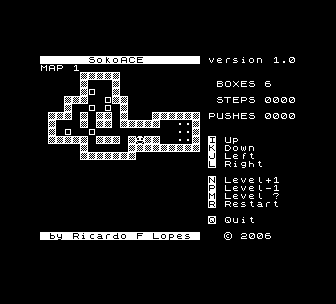 SokoACE version 1.0
MAP 1
BOXES 6
STEPS 0000
PUSHES 0000
I Up
K Down
J Left
L Right
N Level+1
P Level-1
M Level ?
R Restart
Q Quit
by Ricardo F Lopes © 2006